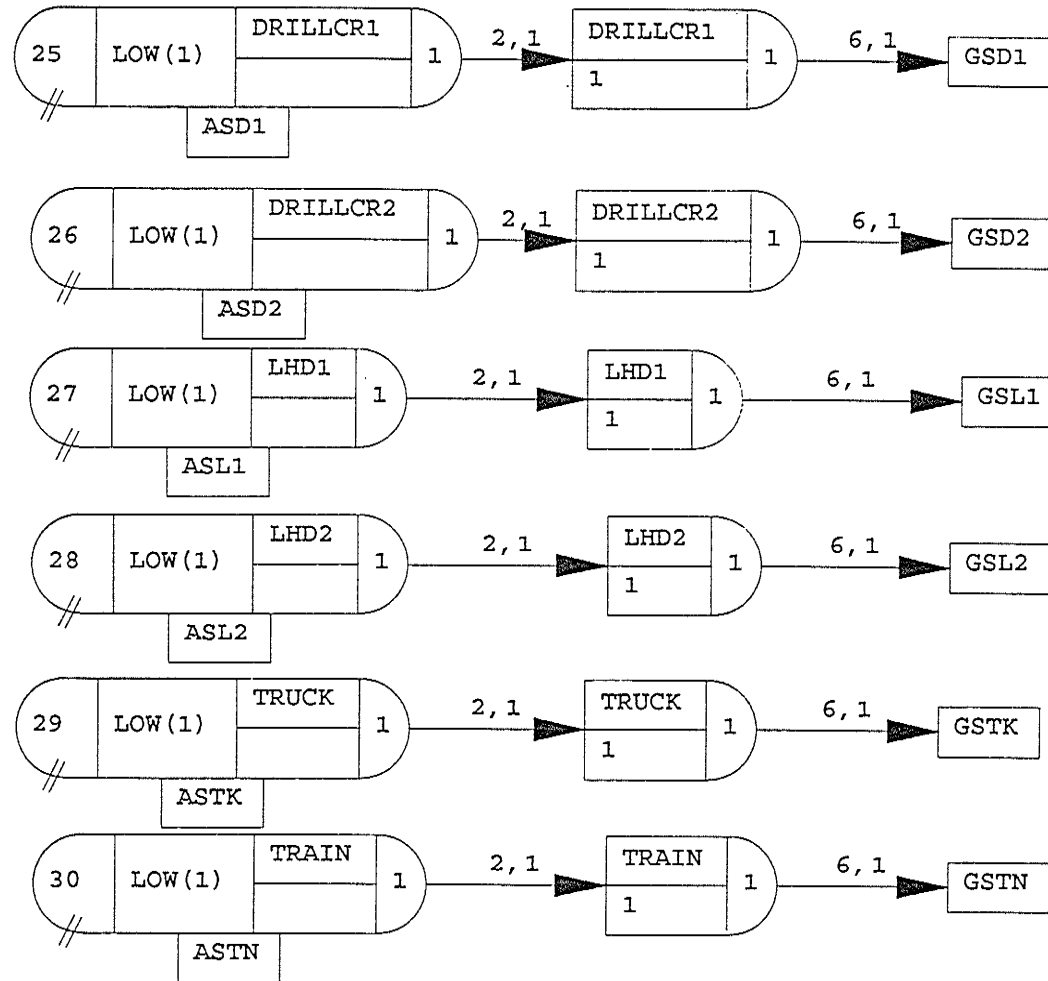 25 LOW(1) DRILLCR1 1 2,1 DRILLCR1 1 1 6,1 GSD1
ASD1
26 LOW(1) DRILLCR2 1 2,1 DRILLCR2 1 1 6,1 GSD2
ASD2
27 LOW(1) LHD1 1 2,1 LHD1 1 1 6,1 GSL1
ASL1
28 LOW(1) LHD2 1 2,1 LHD2 1 1 6,1 GSL2
ASL2
29 LOW(1) TRUCK 1 2,1 TRUCK 1 1 6,1 GSTK
ASTK
30 LOW(1) TRAIN 1 2,1 TRAIN 1 1 6,1 GSTN
ASTN